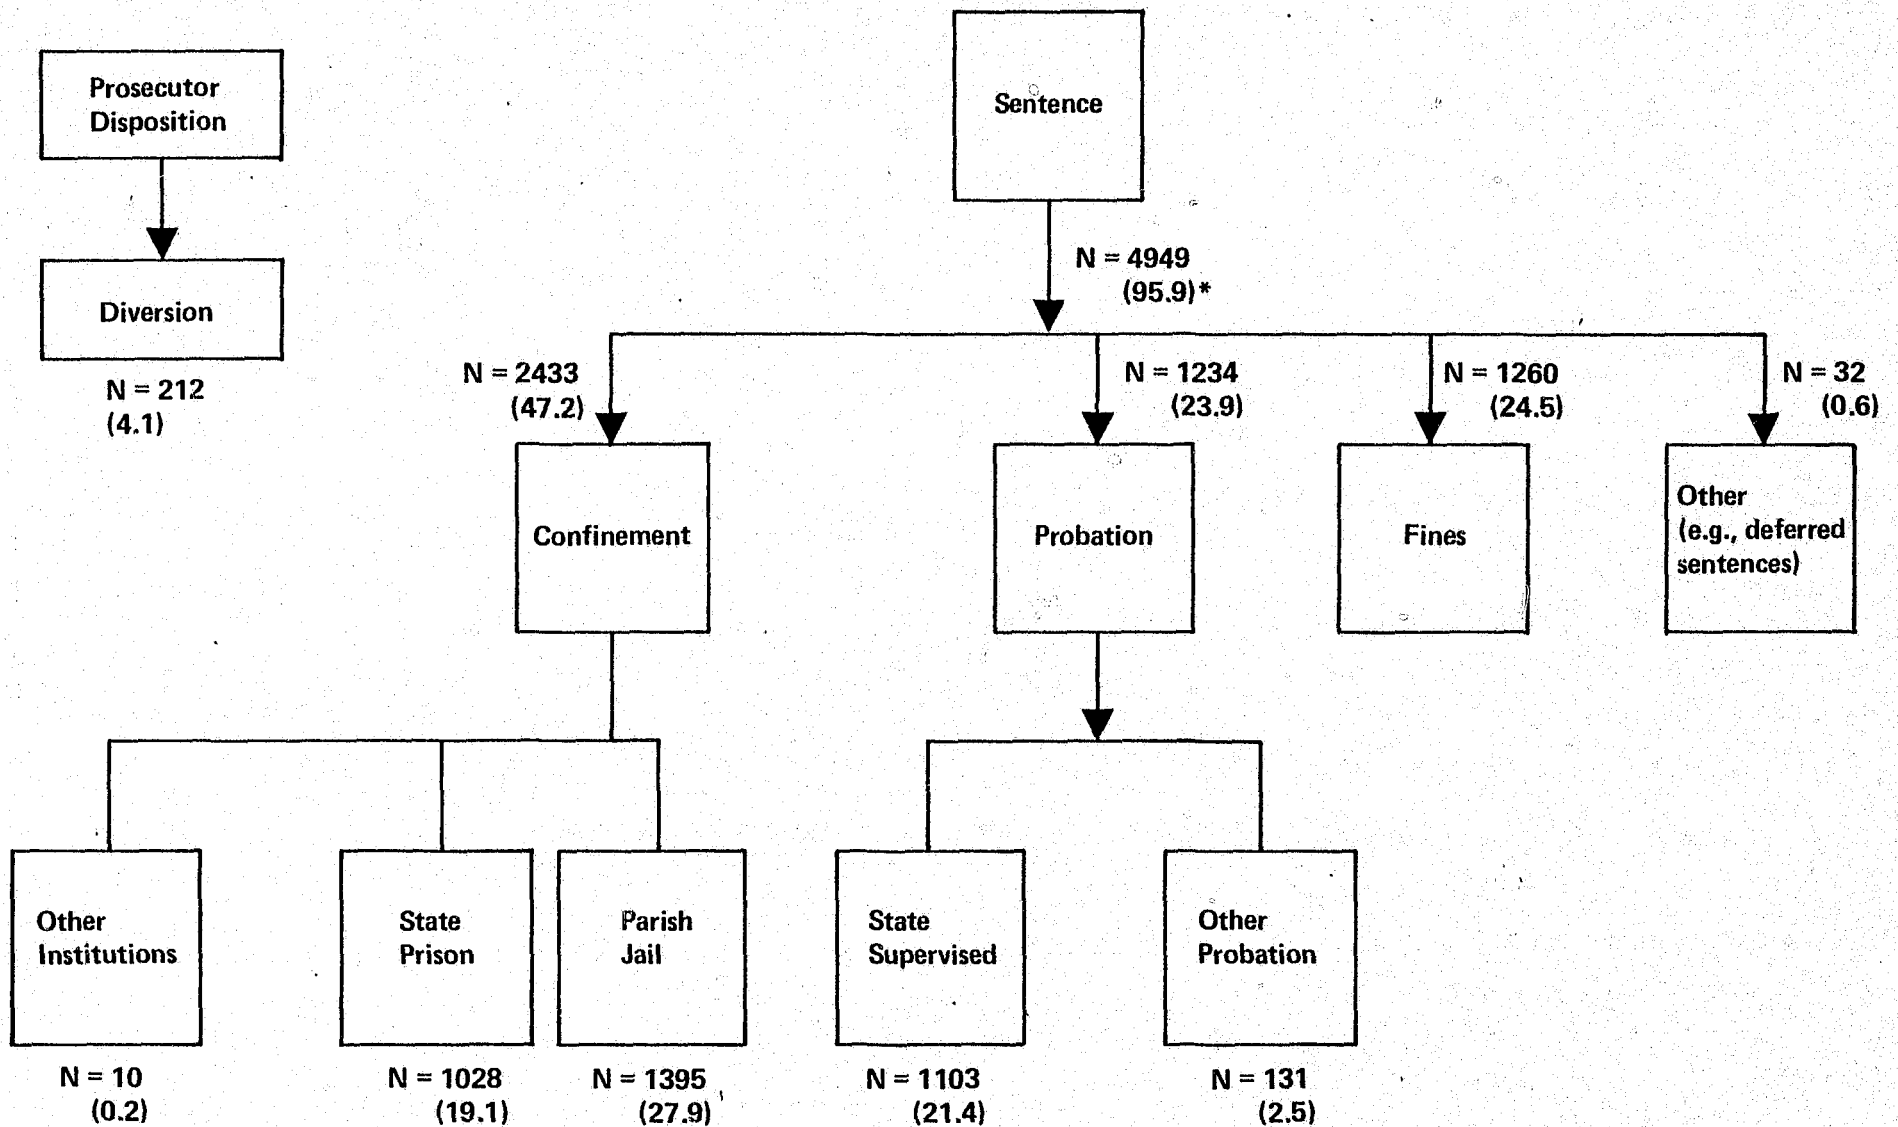 Prosecutor
Disposition
Diversion
N = 212
(4.1)
Sentence
N = 4949
(95.9)*
N = 2433
(47.2)
N = 1234
(23.9)
N = 1260
(24.5)
N = 32
(0.6)
Confinement
Probation
Fines
Other
(e.g., deferred
sentences)
Other
Institutions
State
Prison
Parish
Jail
State
Supervised
Other
Probation
N = 10
(0.2)
N = 1028
(19.1)
N = 1395
(27.9)
N = 1103
(21.4)
N = 131
(2.5)